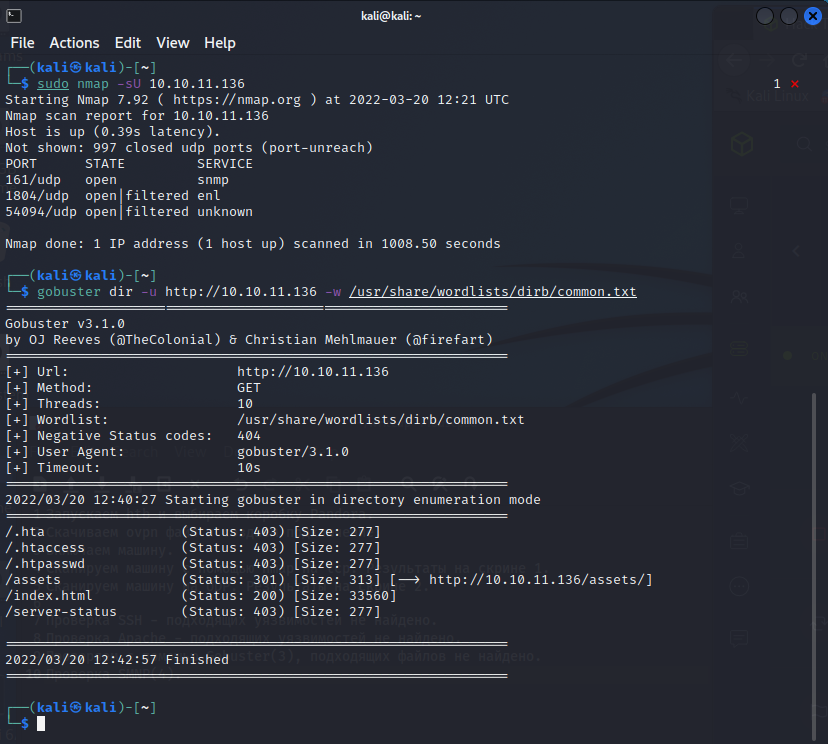 kali@kali: ~
File Actions Edit View Help
┌──(kali㉿kali)-[~]
└─$ sudo nmap -sU 10.10.11.136 1 ⨯
Starting Nmap 7.92 ( https://nmap.org ) at 2022-03-20 12:21 UTC
Nmap scan report for 10.10.11.136
Host is up (0.39s latency).
Not shown: 997 closed udp ports (port-unreach)
PORT STATE SERVICE
161/udp open snmp
1804/udp open|filtered enl
54094/udp open|filtered unknown
Nmap done: 1 IP address (1 host up) scanned in 1008.50 seconds
┌──(kali㉿kali)-[~]
└─$ gobuster dir -u http://10.10.11.136 -w /usr/share/wordlists/dirb/common.txt
===============================================================
Gobuster v3.1.0
by OJ Reeves (@TheColonial) & Christian Mehlmauer (@firefart)
===============================================================
[+] Url: http://10.10.11.136
[+] Method: GET
[+] Threads: 10
[+] Wordlist: /usr/share/wordlists/dirb/common.txt
[+] Negative Status codes: 404
[+] User Agent: gobuster/3.1.0
[+] Timeout: 10s
===============================================================
2022/03/20 12:40:27 Starting gobuster in directory enumeration mode
===============================================================
/.hta (Status: 403) [Size: 277]
/.htaccess (Status: 403) [Size: 277]
/.htpasswd (Status: 403) [Size: 277]
/assets (Status: 301) [Size: 313] [--> http://10.10.11.136/assets/]
/index.html (Status: 200) [Size: 33560]
/server-status (Status: 403) [Size: 277]
===============================================================
2022/03/20 12:42:57 Finished
===============================================================
┌──(kali㉿kali)-[~]
└─$
Kali Linux